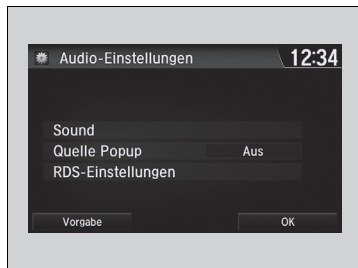 Audio-Einstellungen 12:34
Sound
Quelle Popup Aus
RDS-Einstellungen
Vorgabe OK